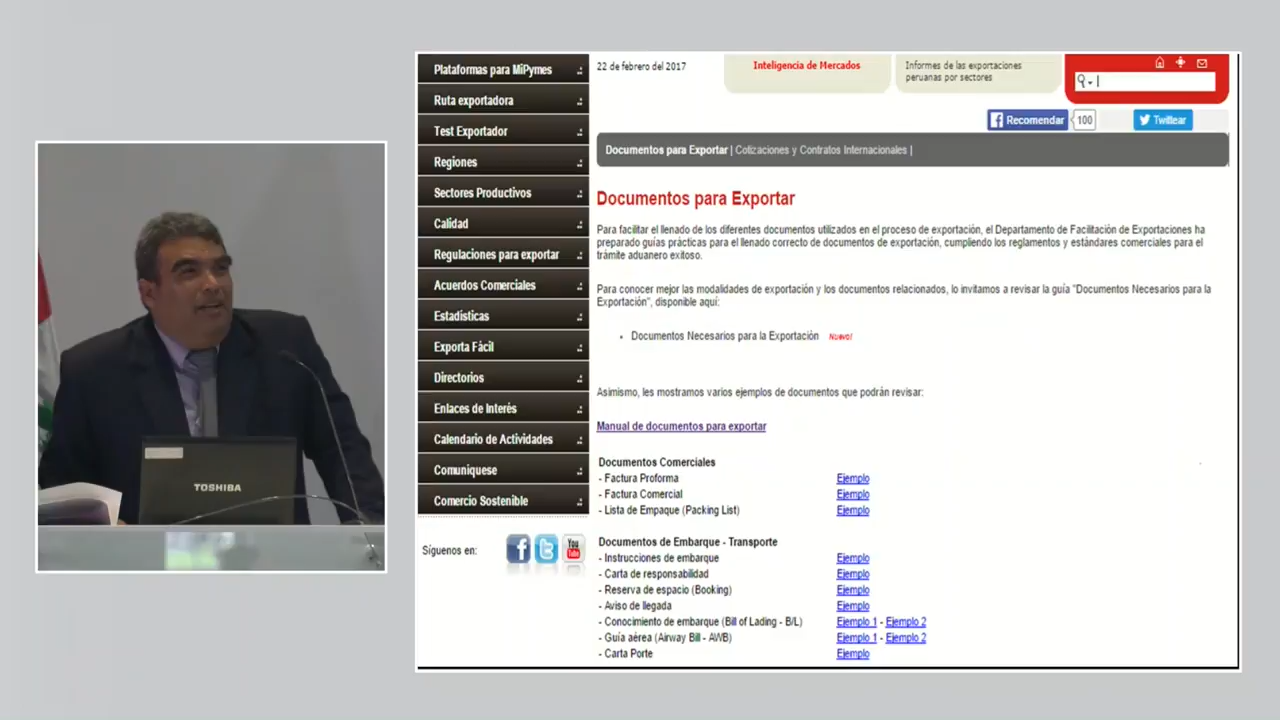 TOSHIBA
Plataformas para MiPymes
Ruta exportadora
Test Exportador
Regiones
Sectores Productivos
Calidad
Regulaciones para exportar
Acuerdos Comerciales
Estadísticas
Exporta Fácil
Directorios
Enlaces de Interés
Calendario de Actividades
Comuniquese
Comercio Sostenible
Síguenos en:
You
Tube
22 de febrero del 2017
Inteligencia de Mercados
Informes de las exportaciones
peruanas por sectores
Recomendar 100
Twittear
Documentos para Exportar | Cotizaciones y Contratos Internacionales |
Documentos para Exportar
Para facilitar el llenado de los diferentes documentos utilizados en el proceso de exportación, el Departamento de Facilitación de Exportaciones ha
preparado guías prácticas para el llenado correcto de documentos de exportación, cumpliendo los reglamentos y estándares comerciales para el
trámite aduanero exitoso.
Para conocer mejor las modalidades de exportación y los documentos relacionados, lo invitamos a revisar la guía "Documentos Necesarios para la
Exportación", disponible aquí:
• Documentos Necesarios para la Exportación Nuevo!
Asimismo, les mostramos varios ejemplos de documentos que podrán revisar:
Manual de documentos para exportar
Documentos Comerciales
- Factura Proforma Ejemplo
- Factura Comercial Ejemplo
- Lista de Empaque (Packing List) Ejemplo
Documentos de Embarque - Transporte
- Instrucciones de embarque Ejemplo
- Carta de responsabilidad Ejemplo
- Reserva de espacio (Booking) Ejemplo
- Aviso de llegada Ejemplo
- Conocimiento de embarque (Bill of Lading - B/L) Ejemplo 1 - Ejemplo 2
- Guía aérea (Airway Bill - AWB) Ejemplo 1 - Ejemplo 2
- Carta Porte Ejemplo